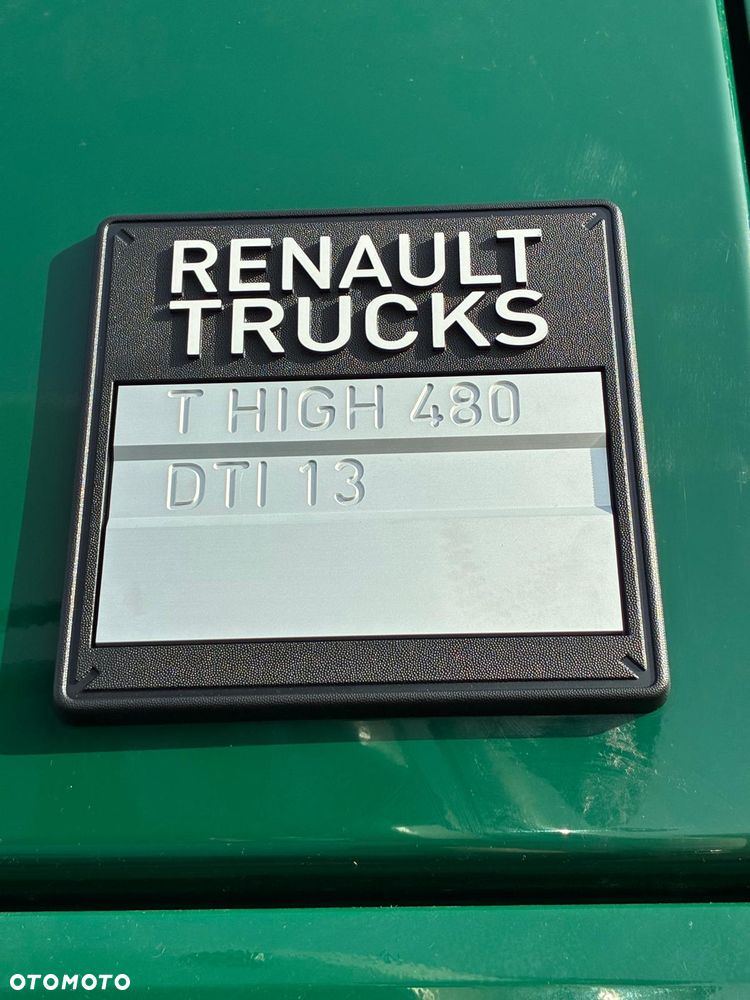 RENAULT
TRUCKS
T HIGH 480
DTI 13
OTOMOTO